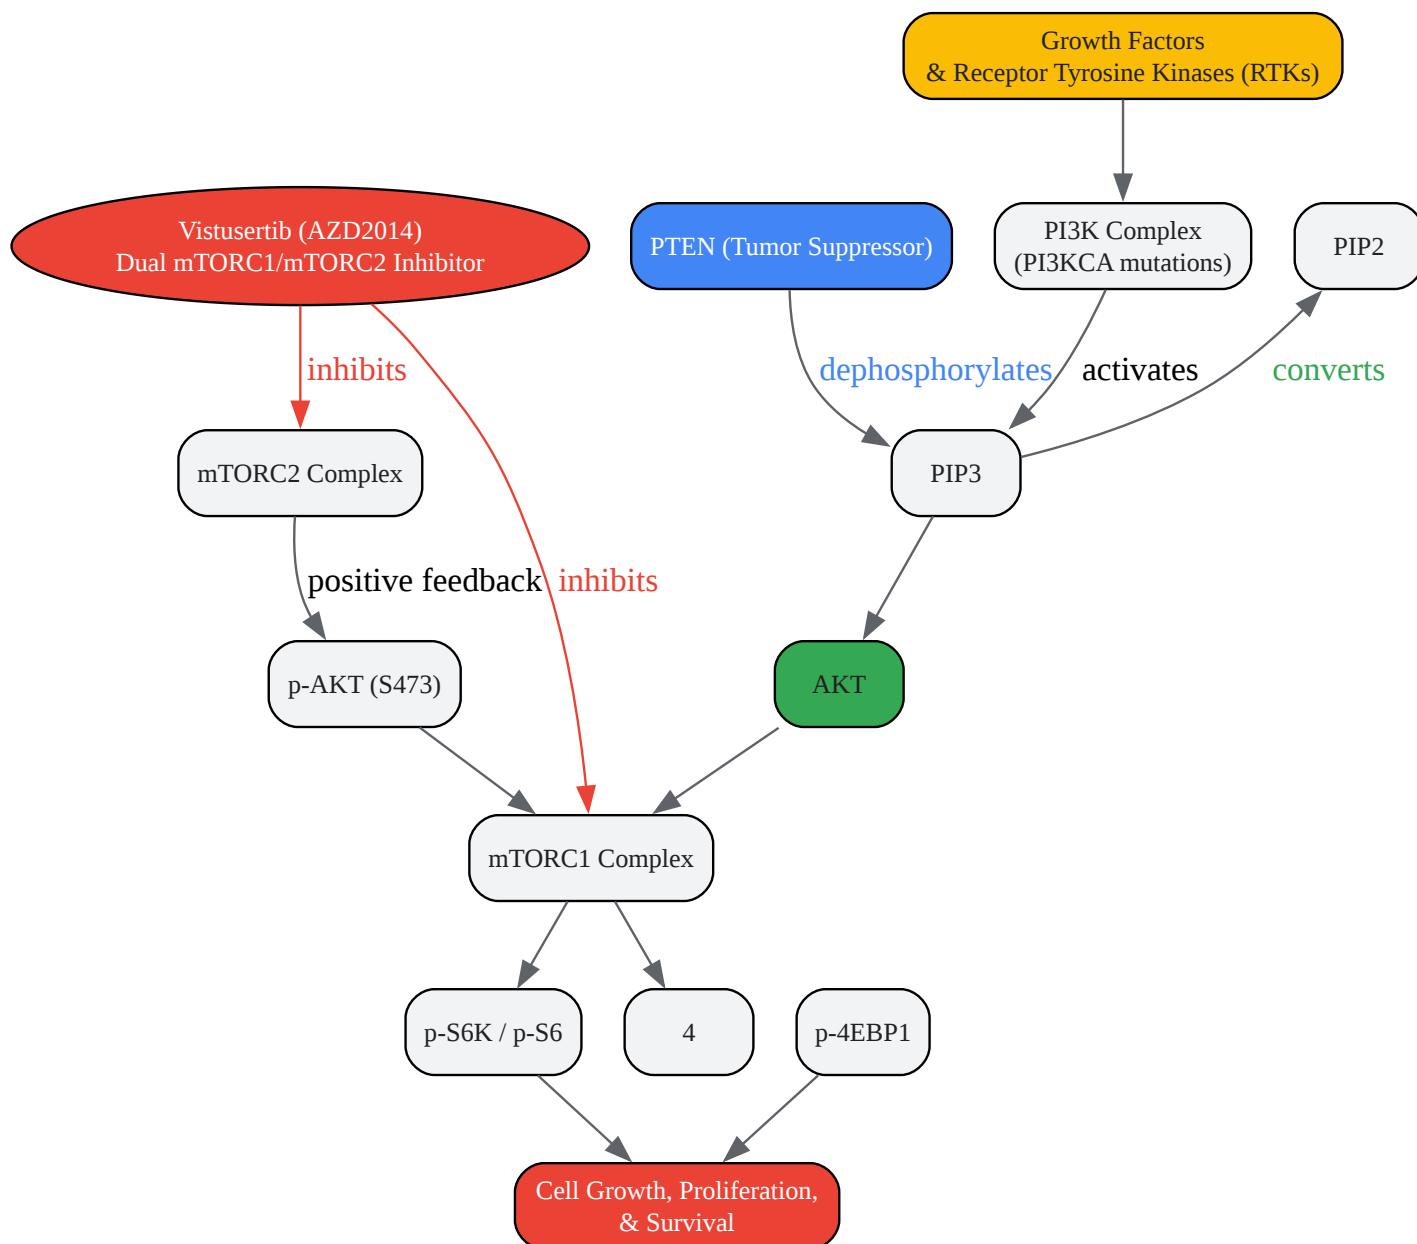 Growth Factors
& Receptor Tyrosine Kinases (RTKs)
Vistusertib (AZD2014)
Dual mTORC1/mTORC2 Inhibitor
PTEN (Tumor Suppressor)
PI3K Complex
(PI3KCA mutations)
PIP2
inhibits
dephosphorylates
activates
converts
mTORC2 Complex
PIP3
positive feedback
inhibits
p-AKT (S473)
AKT
mTORC1 Complex
p-S6K / p-S6
4
p-4EBP1
Cell Growth, Proliferation,
& Survival